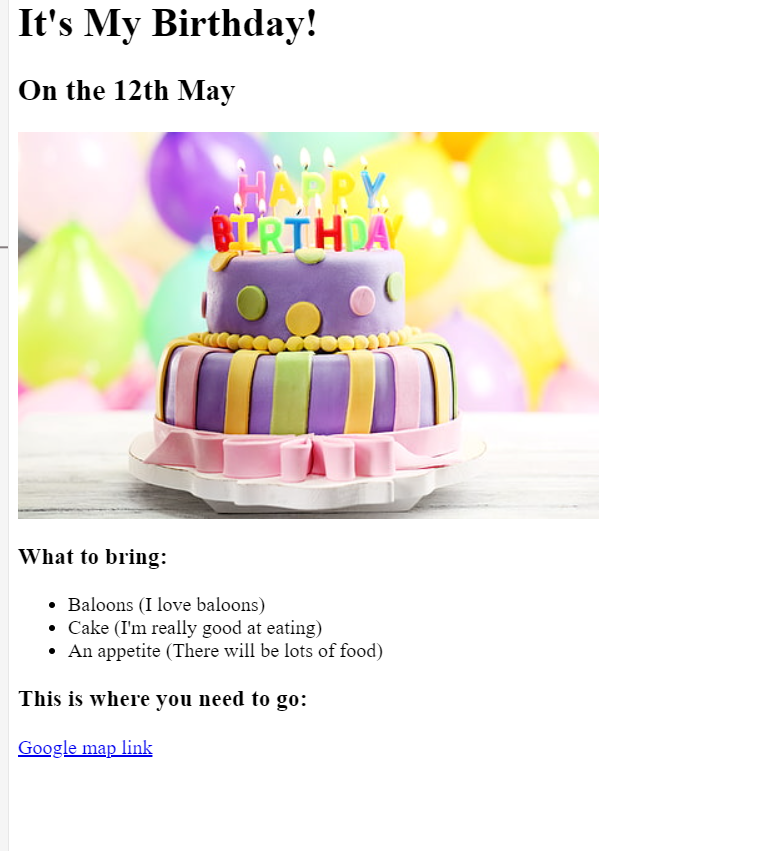 It's My Birthday!
On the 12th May
HAPPY
BIRTHDAY
What to bring:
Baloons (I love baloons)
Cake (I'm really good at eating)
An appetite (There will be lots of food)
This is where you need to go:
Google map link